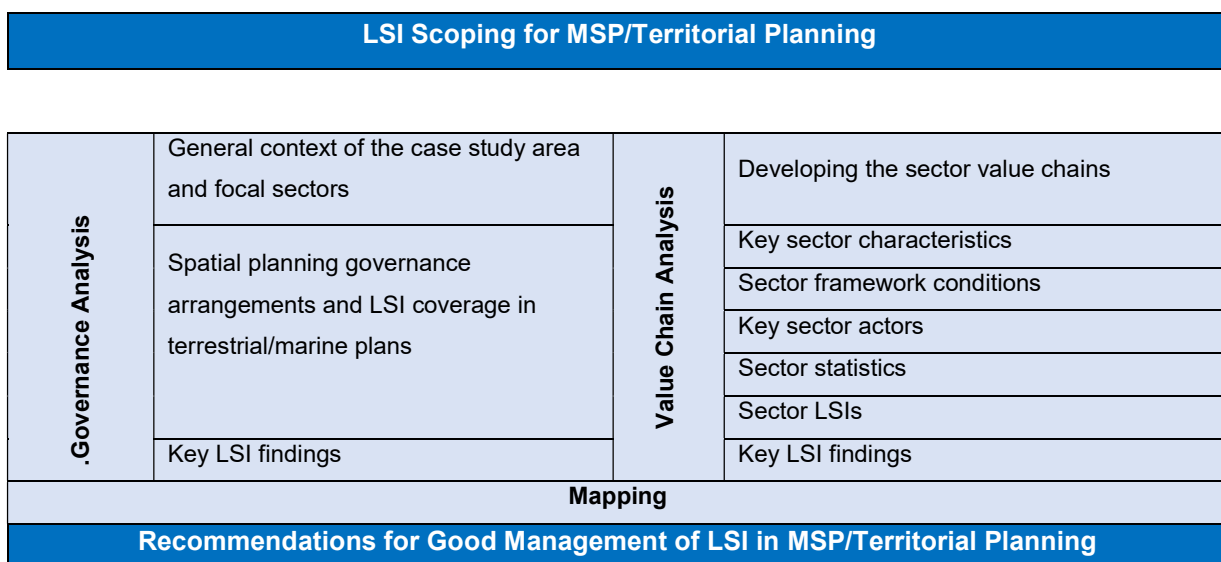 LSI Scoping for MSP/Territorial Planning
.Governance Analysis
General context of the case study area
and focal sectors
Spatial planning governance
arrangements and LSI coverage in
terrestrial/marine plans
Key LSI findings
Value Chain Analysis
Developing the sector value chains
Key sector characteristics
Sector framework conditions
Key sector actors
Sector statistics
Sector LSIs
Key LSI findings
Mapping
Recommendations for Good Management of LSI in MSP/Territorial Planning